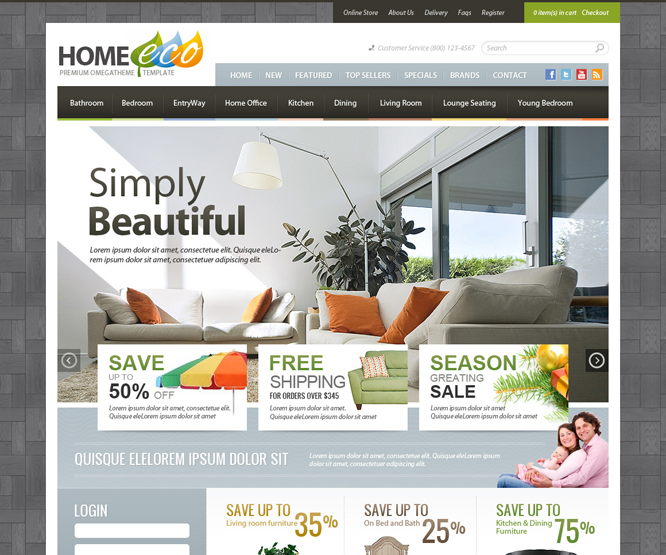 Online Store About Us Delivery Faqs Register
0 item(s) in cart Checkout
HOME eco
PREMIUM OMEGATHEME TEMPLATE
Customer Service (800) 123-4567
Search
HOME NEW FEATURED TOP SELLERS SPECIALS BRANDS CONTACT
Bathroom Bedroom EntryWay Home Office Kitchen Dining Living Room Lounge Seating Young Bedroom
Simply
Beautiful
Lorem ipsum dolor sit amet, consectetue elit. Quisque eleLo-
orem ipsum dolor sit amet, consectetuer adipiscing elit.
SAVE
UP TO
50% OFF
Lorem ipsum dolor sit amet, consectetue elit.
Quisque eleLorem ipsum dolor sit amet
FREE
SHIPPING
FOR ORDERS OVER $345
Lorem ipsum dolor sit amet,
Quisque eleLorem ipsum dolor sit amet
SEASON
GREATING
SALE
Lorem ipsum dolor sit amet, consectetue elit.
Quisque eleLorem ipsum dolor sit amet
QUISQUE ELELOREM IPSUM DOLOR SIT
Lorem ipsum dolor sit amet, consectetue elit. Quisque eleLorem ipsum
dolor sit amet.
LOGIN
SAVE UP TO
Living room furniture
35%
SAVE UP TO
On Bed and Bath
25%
SAVE UP TO
Kitchen & Dining
Furniture
75%